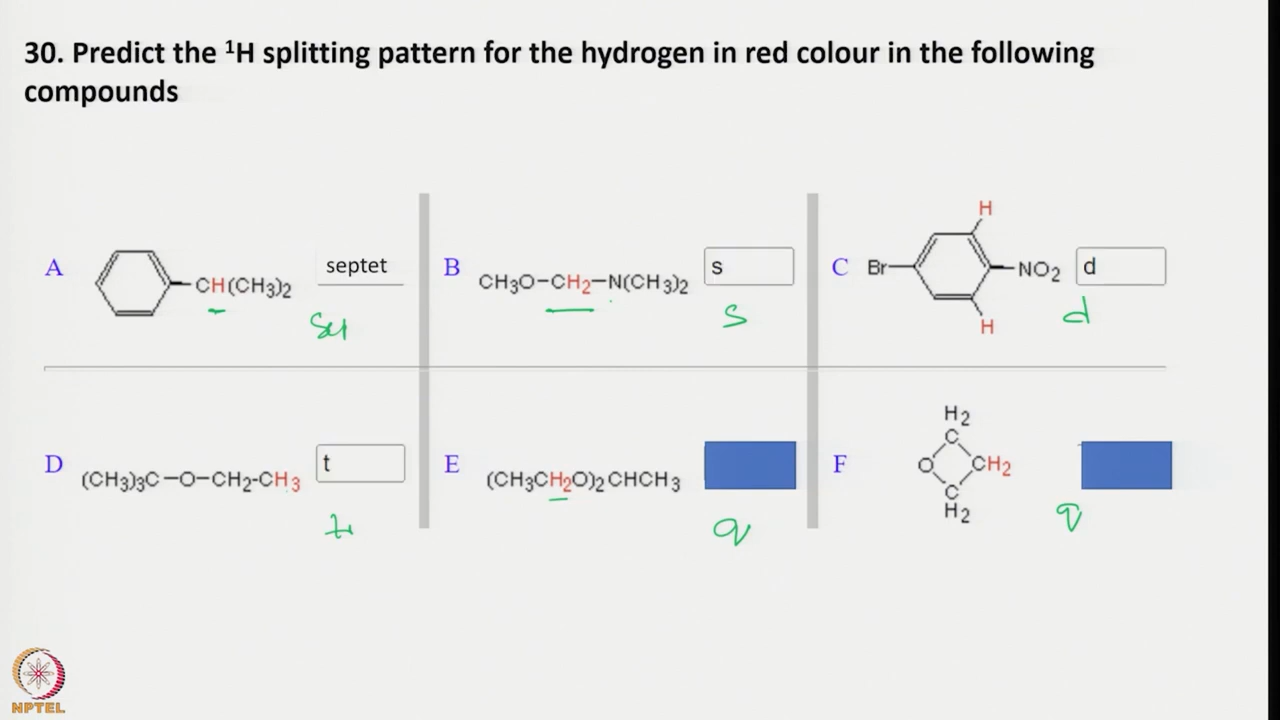 30. Predict the ¹H splitting pattern for the hydrogen in red colour in the following
compounds
A
CH(CH3)2
septet
B
CH3O-CH2-N(CH3)2
s
C
Br
H
H
NO2
d
s
d
D
(CH3)3C-O-CH2-CH3
t
E
(CH3CH2O)2CHCH3
q
F
H2
C
O
CH2
C
H2
q
NPTEL